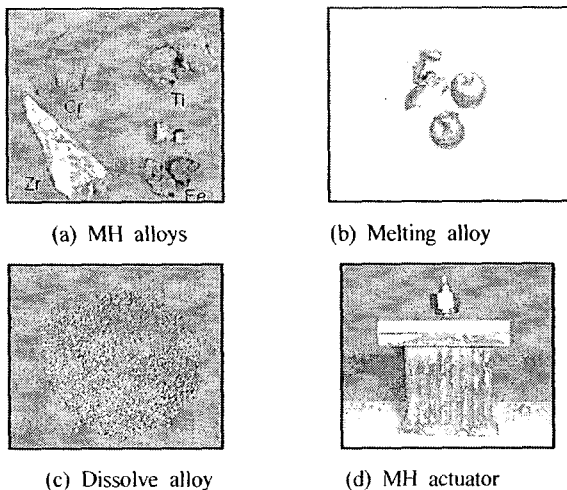 Cr
Ti
Zr
Fe
(a) MH alloys
(b) Melting alloy
(c) Dissolve alloy
(d) MH actuator